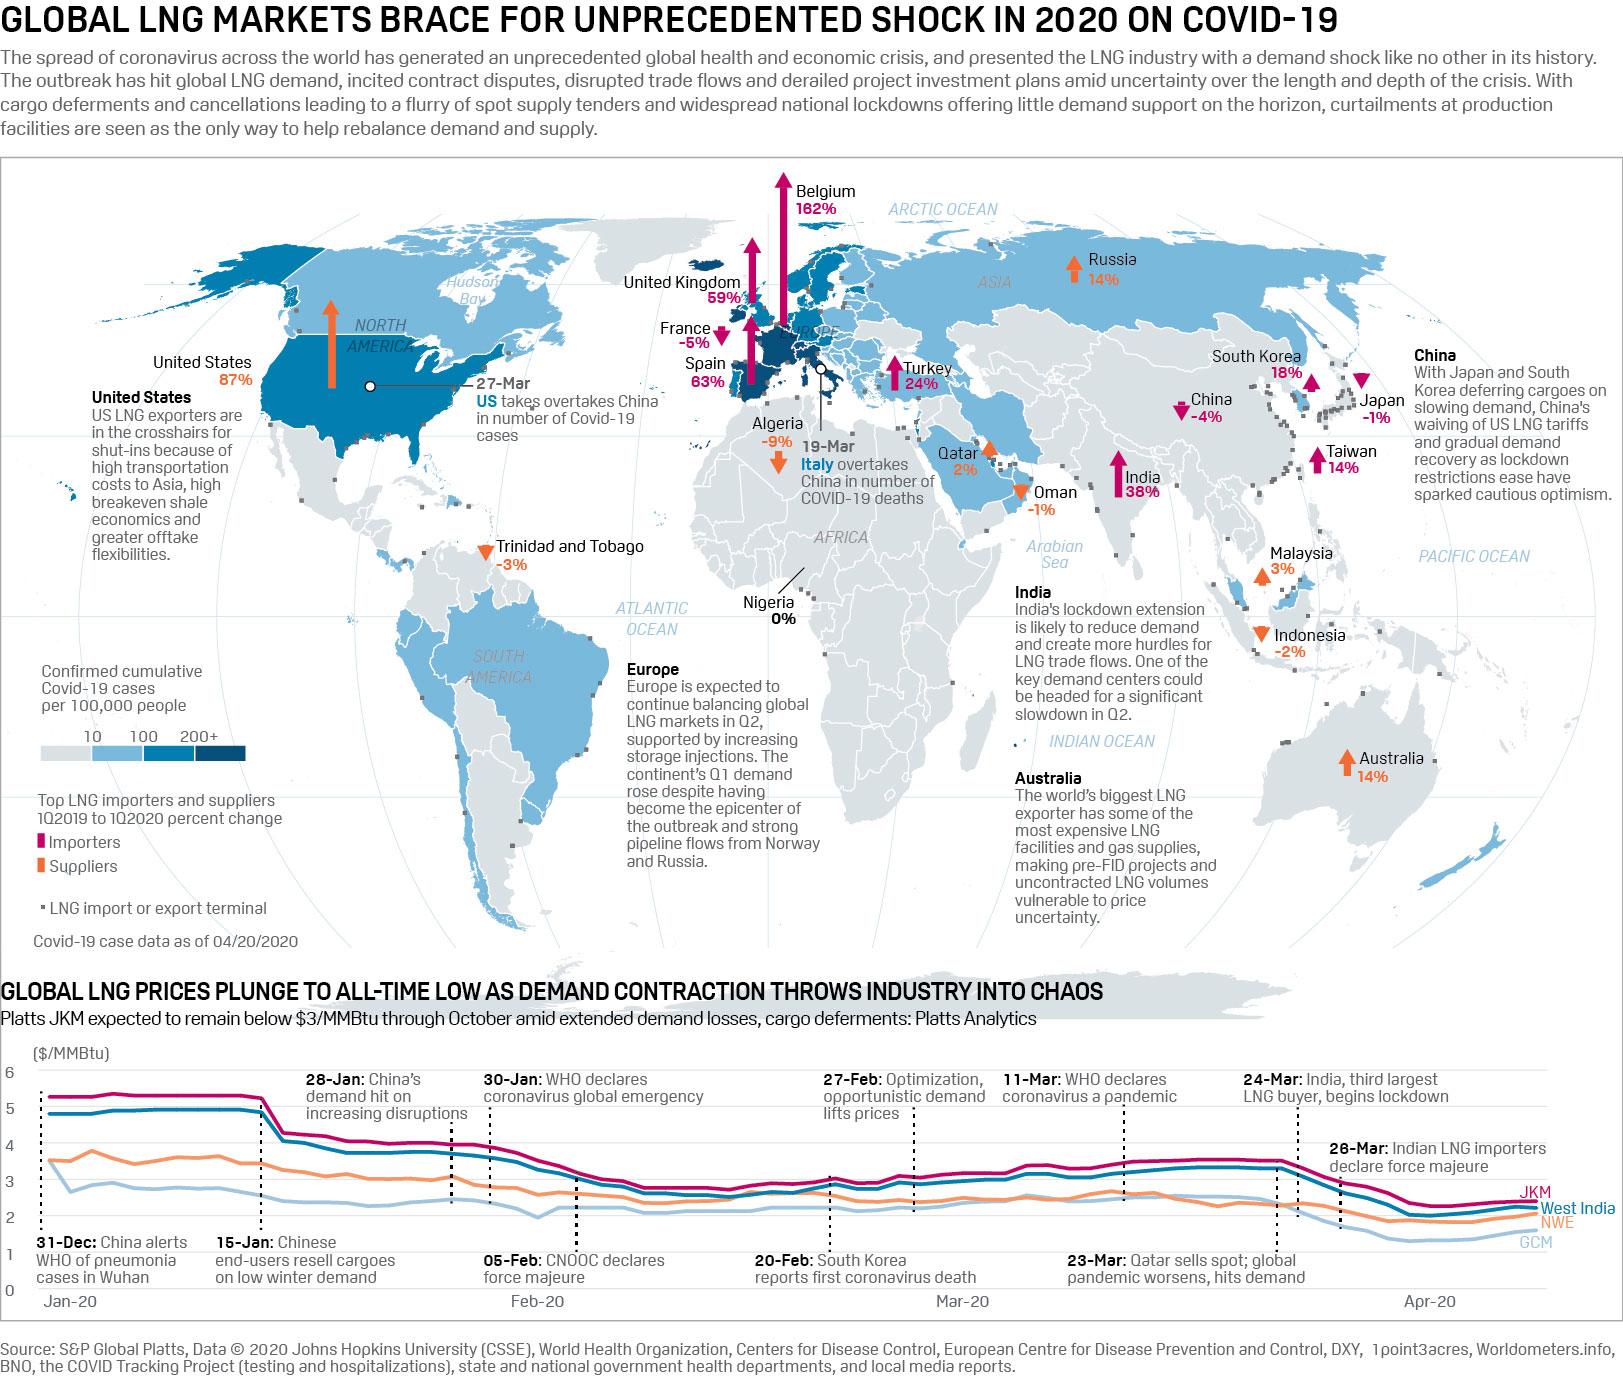 GLOBAL LNG MARKETS BRACE FOR UNPRECEDENTED SHOCK IN 2020 ON COVID-19
The spread of coronavirus across the world has generated an unprecedented global health and economic crisis, and presented the LNG industry with a demand shock like no other in its history.
The outbreak has hit global LNG demand, incited contract disputes, disrupted trade flows and derailed project investment plans amid uncertainty over the length and depth of the crisis. With
cargo deferments and cancellations leading to a flurry of spot supply tenders and widespread national lockdowns offering little demand support on the horizon, curtailments at production
facilities are seen as the only way to help rebalance demand and supply.
Belgium
162%
ARCTIC OCEAN
Russia
14%
ASIA
Hudson
Bay
United Kingdom
59%
NORTH
AMERICA
France
-5%
EUROPE
Spain
63%
Turkey
24%
United States
87%
United States
US LNG exporters are
in the crosshairs for
shut-ins because of
high transportation
costs to Asia, high
breakeven shale
economics and
greater offtake
flexibilities.
27-Mar
US takes overtakes China
in number of Covid-19
cases
Algeria
-9%
19-Mar
Italy overtakes
China in number of
COVID-19 deaths
Qatar
2%
Oman
-1%
South Korea
18%
China
-4%
Japan
-1%
Taiwan
14%
India
38%
China
With Japan and South
Korea deferring cargoes on
slowing demand, China's
waiving of US LNG tariffs
and gradual demand
recovery as lockdown
restrictions ease have
sparked cautious optimism.
Trinidad and Tobago
-3%
AFRICA
Arabian
Sea
Malaysia
3%
PACIFIC OCEAN
Nigeria
0%
ATLANTIC
OCEAN
Indonesia
-2%
SOUTH
AMERICA
India
India's lockdown extension
is likely to reduce demand
and create more hurdles for
LNG trade flows. One of the
key demand centers could
be headed for a significant
slowdown in Q2.
Europe
Europe is expected to
continue balancing global
LNG markets in Q2,
supported by increasing
storage injections. The
continent's Q1 demand
rose despite having
become the epicenter of
the outbreak and strong
pipeline flows from Norway
and Russia.
INDIAN OCEAN
Australia
14%
Australia
The world's biggest LNG
exporter has some of the
most expensive LNG
facilities and gas supplies,
making pre-FID projects and
uncontracted LNG volumes
vulnerable to price
uncertainty.
Confirmed cumulative
Covid-19 cases
per 100,000 people
10 100 200+
Top LNG importers and suppliers
1Q2019 to 1Q2020 percent change
Importers
Suppliers
LNG import or export terminal
Covid-19 case data as of 04/20/2020
GLOBAL LNG PRICES PLUNGE TO ALL-TIME LOW AS DEMAND CONTRACTION THROWS INDUSTRY INTO CHAOS
Platts JKM expected to remain below $3/MMBtu through October amid extended demand losses, cargo deferments: Platts Analytics
($/MMBtu)
6
5
4
3
2
1
0
28-Jan: China's
demand hit on
increasing disruptions
30-Jan: WHO declares
coronavirus global emergency
27-Feb: Optimization,
opportunistic demand
lifts prices
11-Mar: WHO declares
coronavirus a pandemic
24-Mar: India, third largest
LNG buyer, begins lockdown
26-Mar: Indian LNG importers
declare force majeure
JKM
West India
NWE
GCM
31-Dec: China alerts
WHO of pneumonia
cases in Wuhan
15-Jan: Chinese
end-users resell cargoes
on low winter demand
05-Feb: CNOOC declares
force majeure
20-Feb: South Korea
reports first coronavirus death
23-Mar: Qatar sells spot; global
pandemic worsens, hits demand
Jan-20 Feb-20 Mar-20 Apr-20
Source: S&P Global Platts, Data © 2020 Johns Hopkins University (CSSE), World Health Organization, Centers for Disease Control, European Centre for Disease Prevention and Control, DXY, 1point3acres, Worldometers.info,
BNO, the COVID Tracking Project (testing and hospitalizations), state and national government health departments, and local media reports.